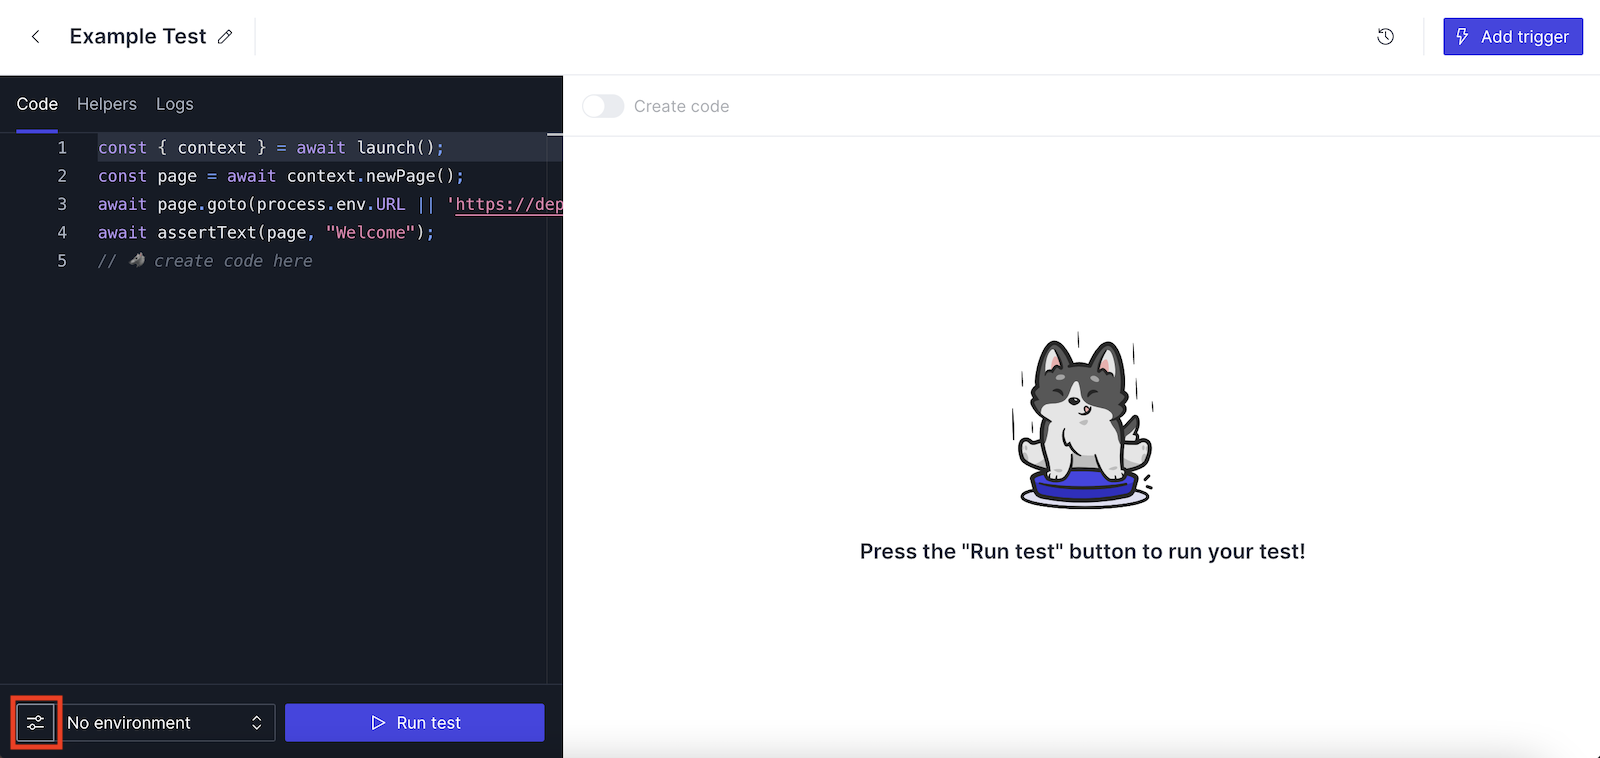 Example Test
Add trigger
Code Helpers Logs
Create code
1 const { context } = await launch();
2 const page = await context.newPage();
3 await page.goto(process.env.URL || 'https://dep
4 await assertText(page, "Welcome");
5 // 🐺 create code here
Press the "Run test" button to run your test!
No environment
Run test